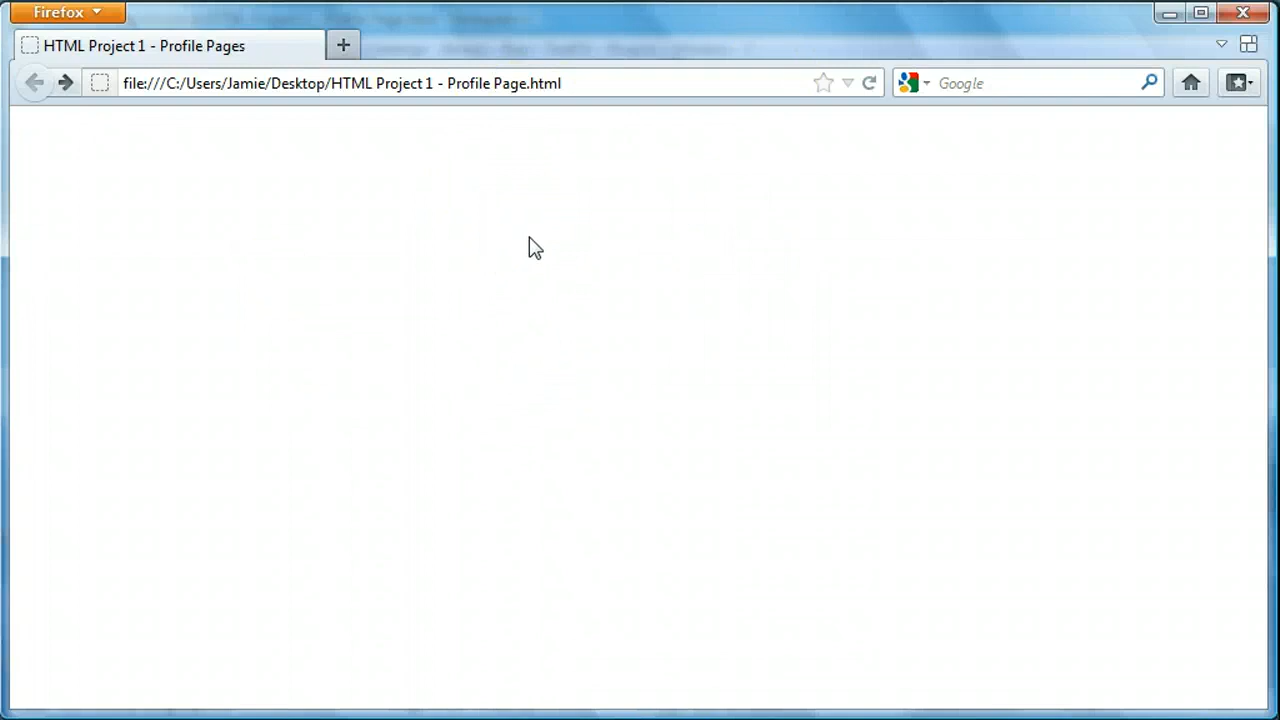 Firefox
HTML Project 1 - Profile Pages
file:///C:/Users/Jamie/Desktop/HTML Project 1 - Profile Page.html
Google